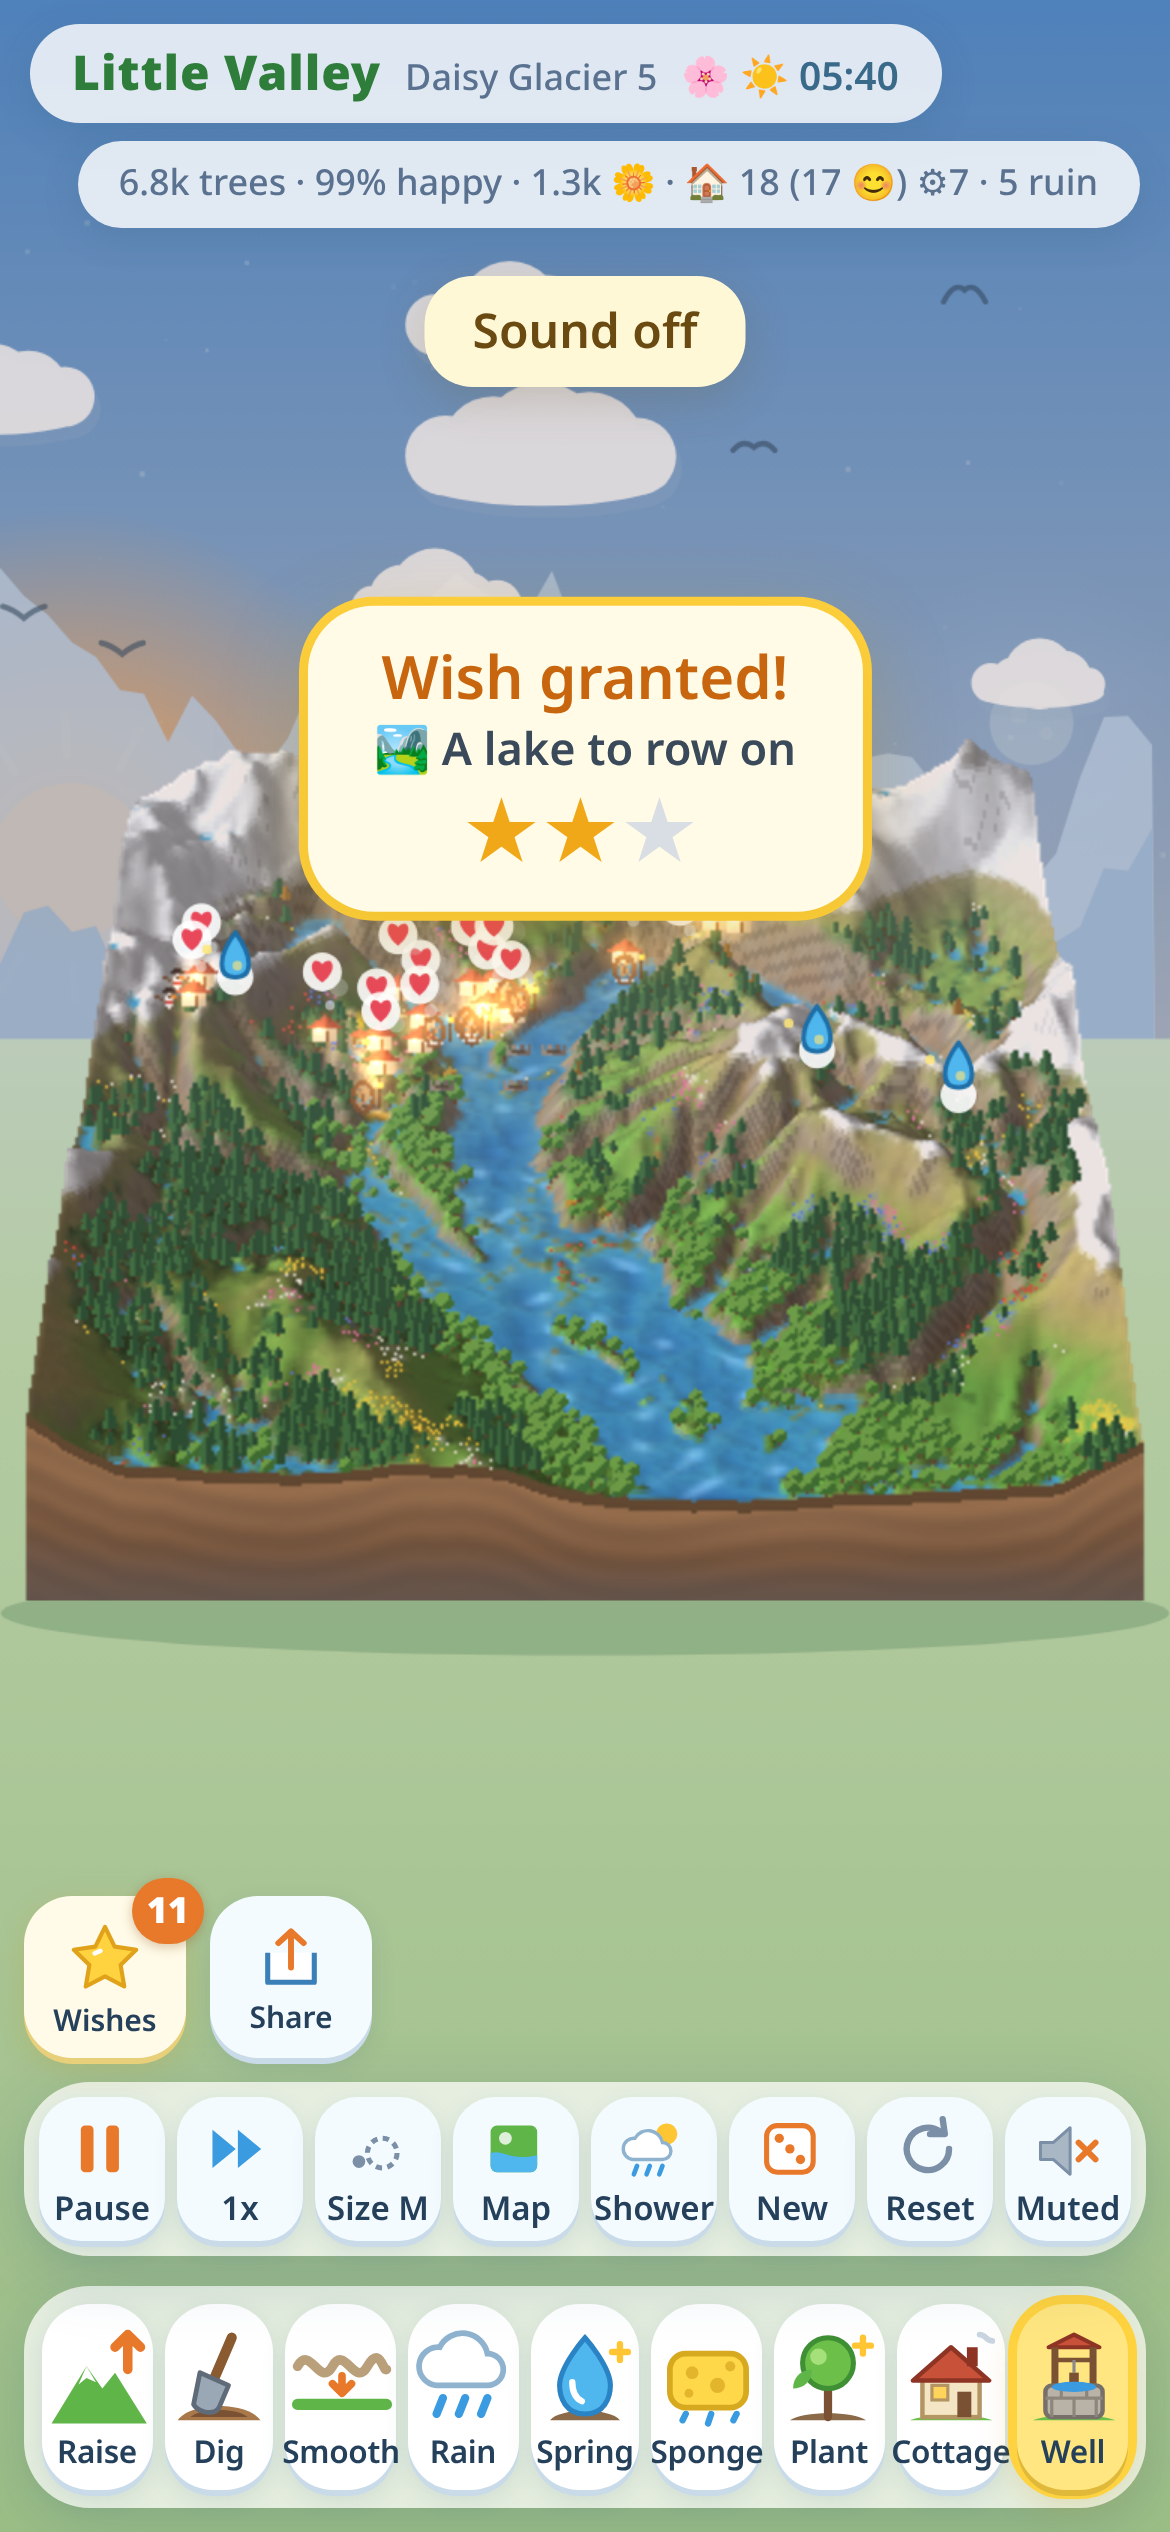 Little Valley Daisy Glacier 5 🌸 ☀️ 05:40
6.8k trees · 99% happy · 1.3k 🌼 · 🏠 18 (17 😊) ⚙7 · 5 ruin
Sound off
Wish granted!
🏞️ A lake to row on
★★★
11
Wishes
Share
Pause
1x
Size M
Map
Shower
New
Reset
Muted
Raise
Dig
Smooth
Rain
Spring
Sponge
Plant
Cottage
Well